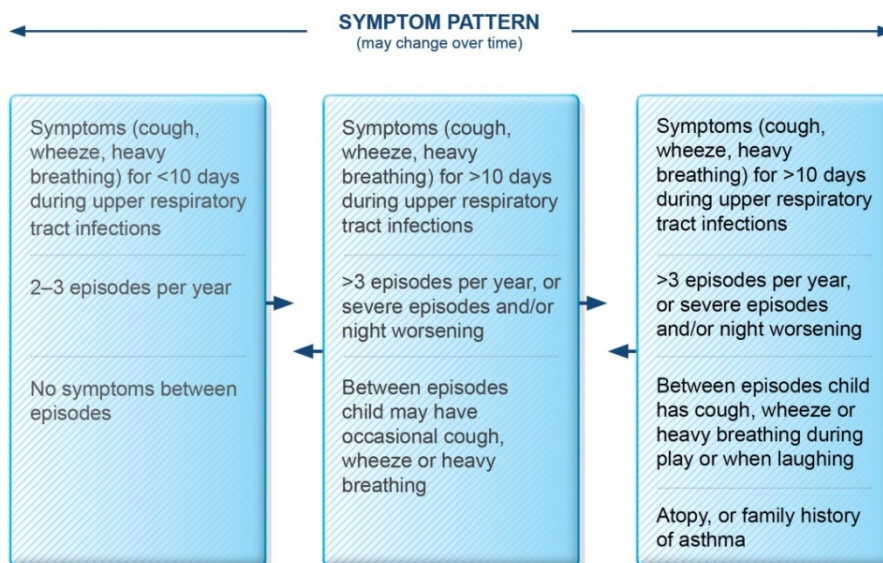 SYMPTOM PATTERN
(may change over time)
Symptoms (cough,
wheeze, heavy
breathing) for <10 days
during upper respiratory
tract infections
2–3 episodes per year
No symptoms between
episodes
Symptoms (cough,
wheeze, heavy
breathing) for >10 days
during upper respiratory
tract infections
>3 episodes per year, or
severe episodes and/or
night worsening
Between episodes
child may have
occasional cough,
wheeze or heavy
breathing
Symptoms (cough,
wheeze, heavy
breathing) for >10 days
during upper respiratory
tract infections
>3 episodes per year,
or severe episodes
and/or night worsening
Between episodes child
has cough, wheeze or
heavy breathing during
play or when laughing
Atopy, or family history
of asthma